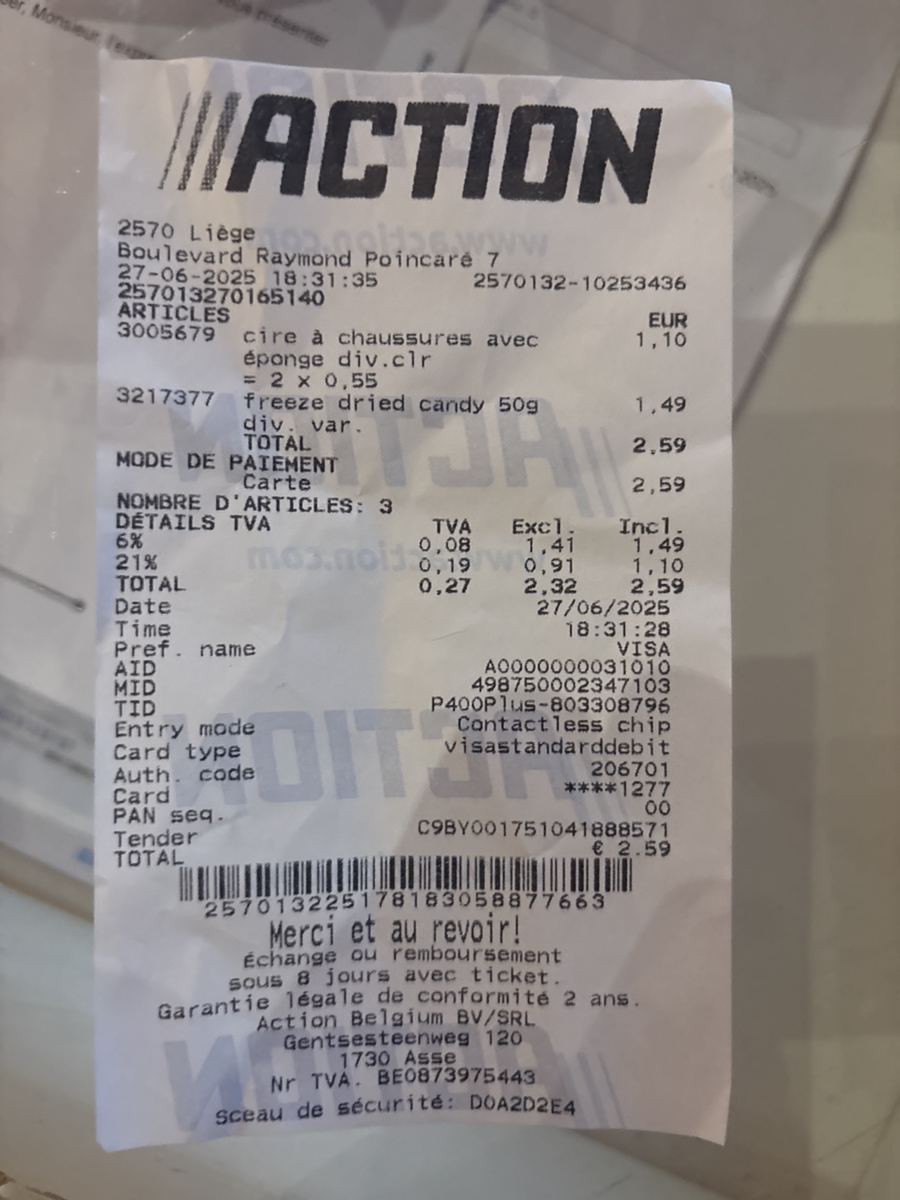 vous présenter
Monsieur, l'expr
ACTION
2570 Liège
Boulevard Raymond Poincaré 7
27-06-2025 18:31:35 2570132-10253436
257013270165140
ARTICLES EUR
3005679 cire à chaussures avec 1,10
éponge div.clr
= 2 x 0,55
3217377 freeze dried candy 50g 1,49
div. var.
TOTAL 2,59
MODE DE PAIEMENT
Carte 2,59
NOMBRE D'ARTICLES: 3
DÉTAILS TVA TVA Excl. Incl.
6% 0,08 1,41 1,49
21% 0,19 0,91 1,10
TOTAL 0,27 2,32 2,59
Date 27/06/2025
Time 18:31:28
Pref. name VISA
AID A0000000031010
MID 498750002347103
TID P400Plus-803308796
Entry mode Contactless chip
Card type visastandarddebit
Auth. code 206701
Card ****1277
PAN seq. 00
Tender C9BY001751041888571
TOTAL € 2.59
257013225178183058877663
Merci et au revoir!
Échange ou remboursement
sous 8 jours avec ticket.
Garantie légale de conformité 2 ans.
Action Belgium BV/SRL
Gentsesteenweg 120
1730 Asse
Nr TVA. BE0873975443
Sceau de sécurité: D0A2D2E4